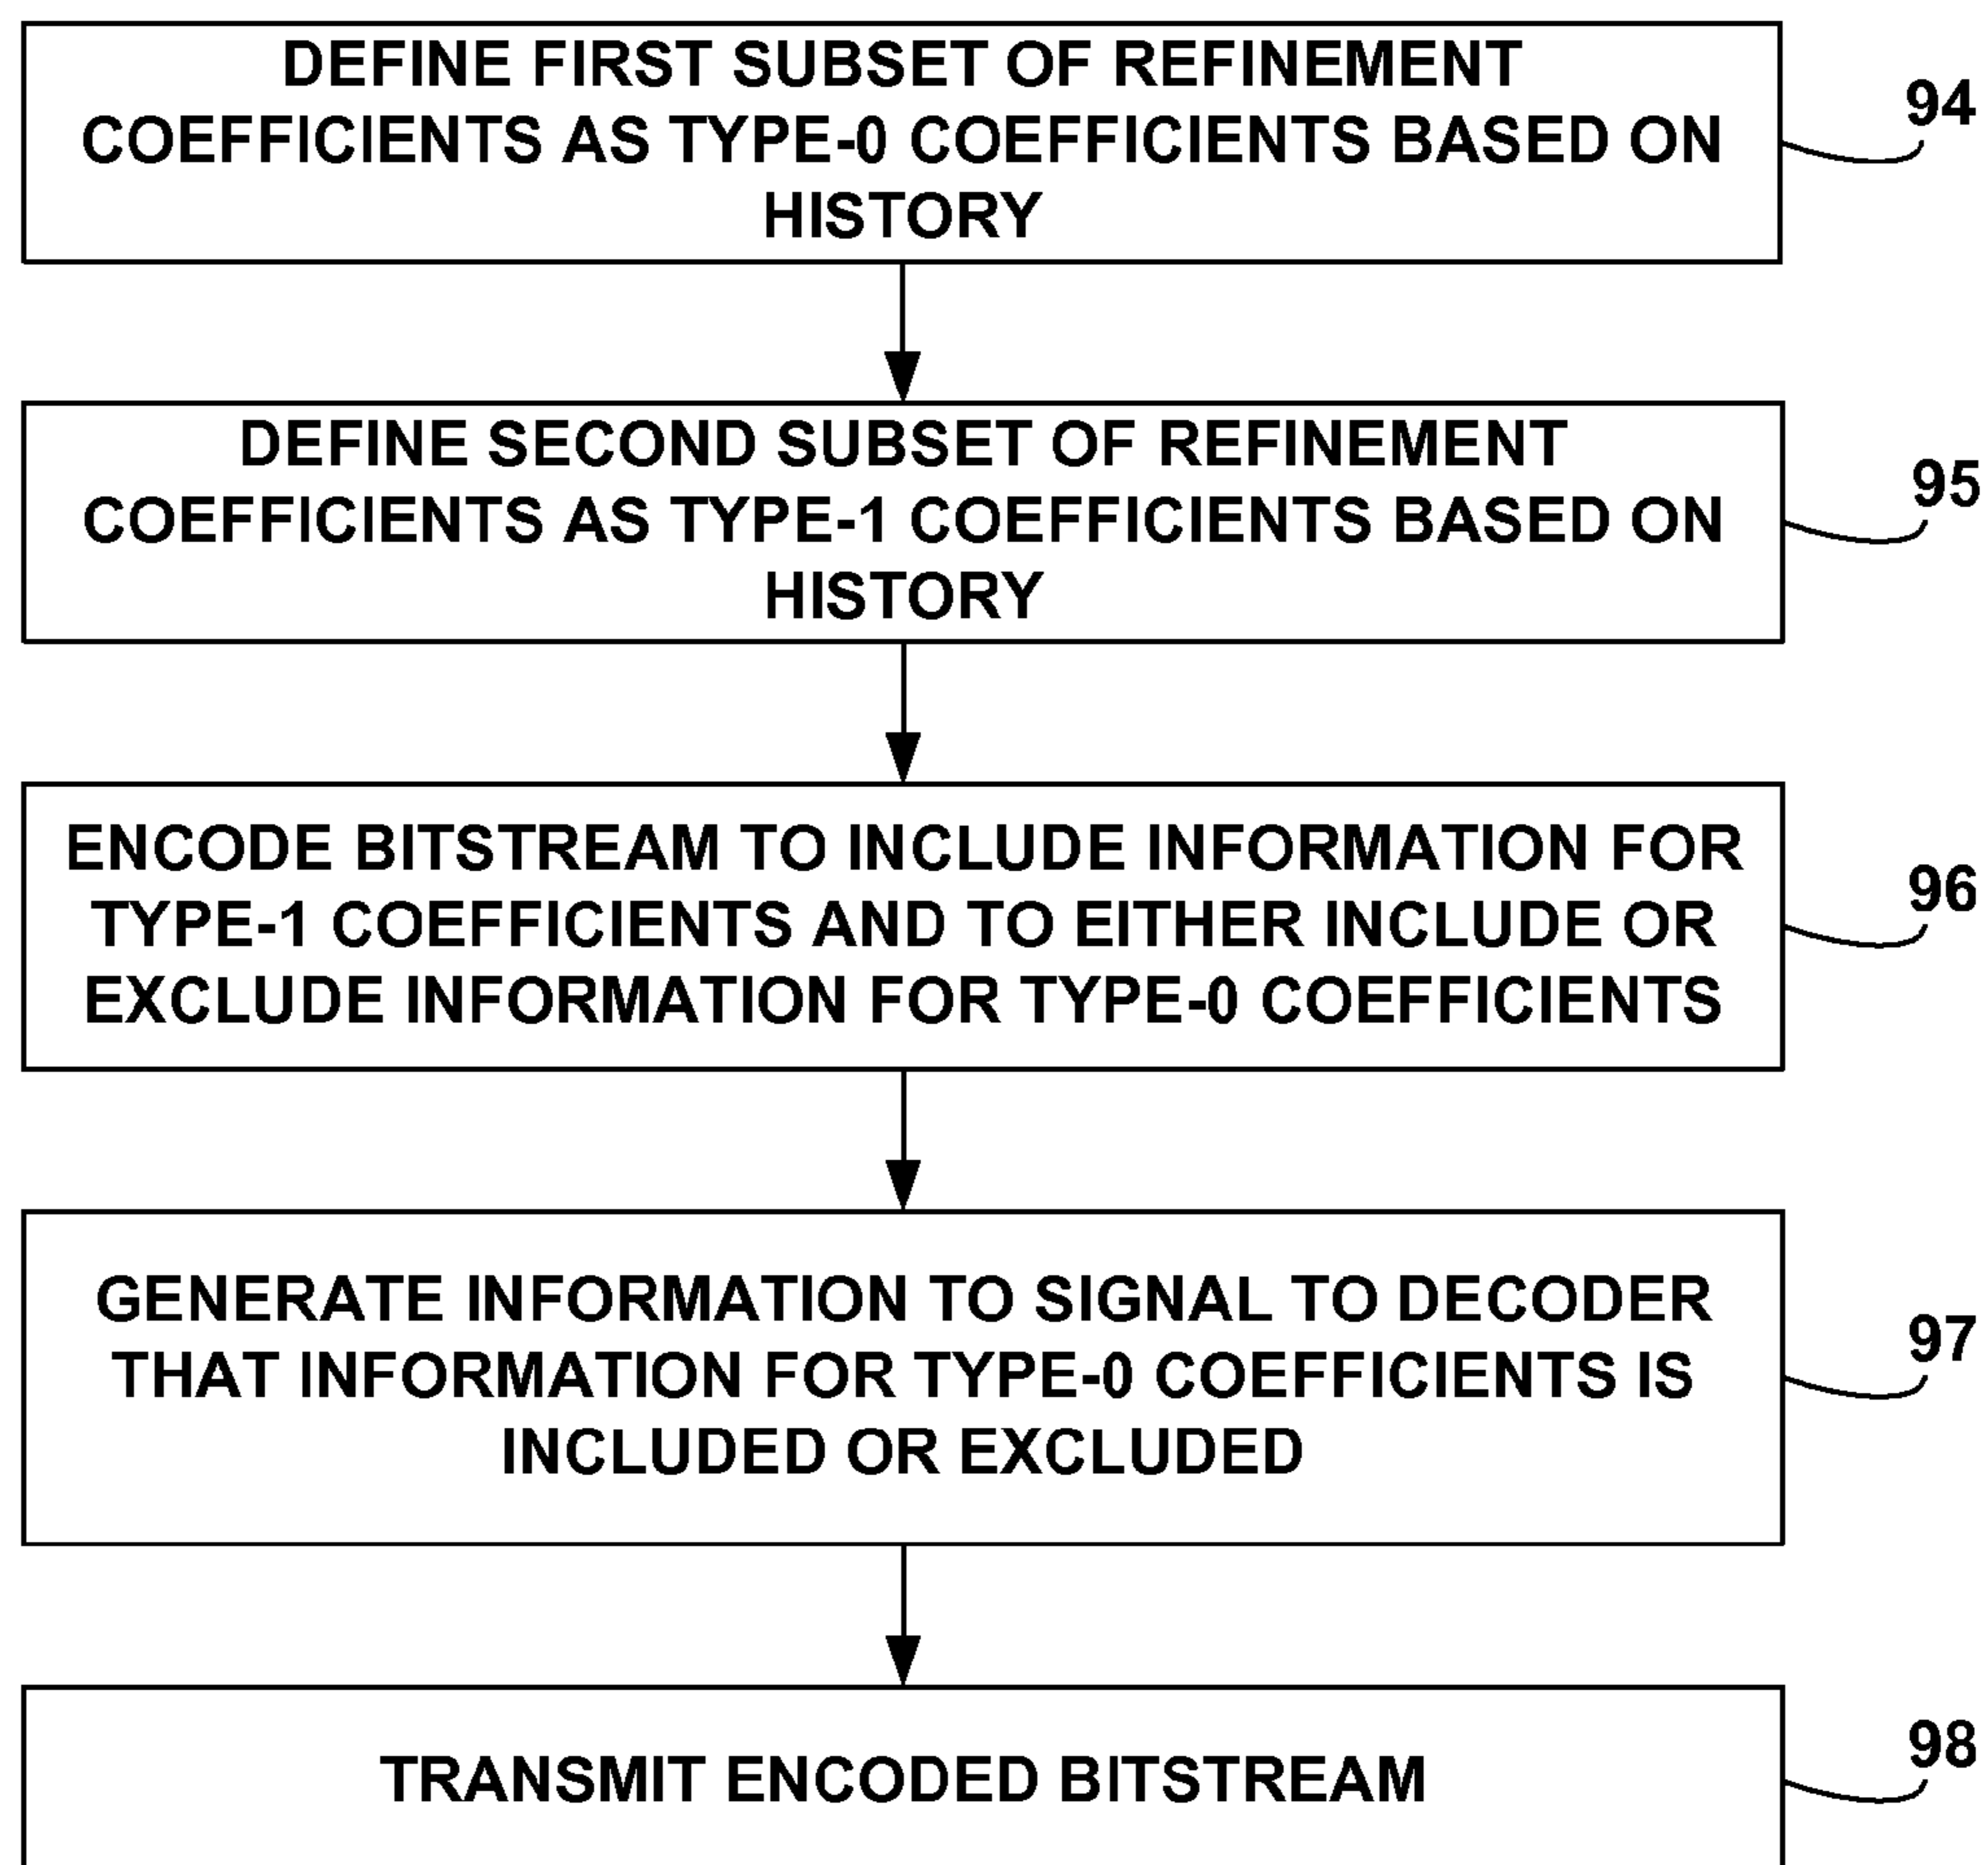 DEFINE FIRST SUBSET OF REFINEMENT
COEFFICIENTS AS TYPE-0 COEFFICIENTS BASED ON
HISTORY
94
DEFINE SECOND SUBSET OF REFINEMENT
COEFFICIENTS AS TYPE-1 COEFFICIENTS BASED ON
HISTORY
95
ENCODE BITSTREAM TO INCLUDE INFORMATION FOR
TYPE-1 COEFFICIENTS AND TO EITHER INCLUDE OR
EXCLUDE INFORMATION FOR TYPE-0 COEFFICIENTS
96
GENERATE INFORMATION TO SIGNAL TO DECODER
THAT INFORMATION FOR TYPE-0 COEFFICIENTS IS
INCLUDED OR EXCLUDED
97
TRANSMIT ENCODED BITSTREAM
98